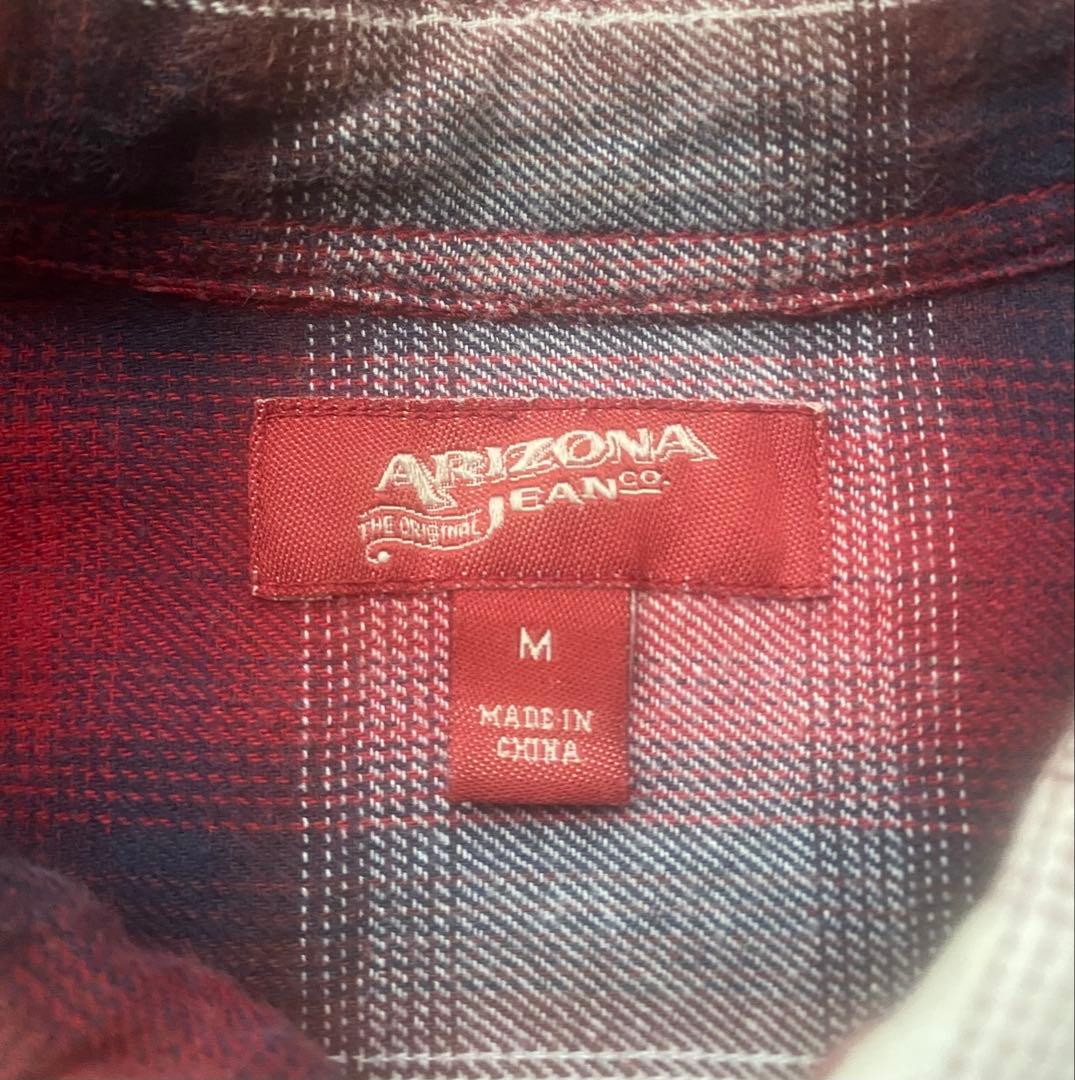 ARIZONA
JEAN CO.
THE ORIGINAL
M
MADE IN
CHINA